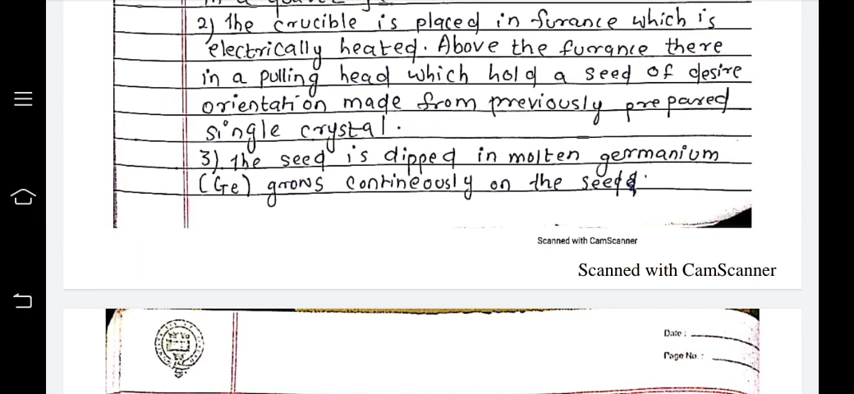 2) The crucible is placed in furance which is
electrically heated. Above the furrance there
in a pulling head which hold a seed of desire
orientation made from previously prepared
single crystal.
3) The seed is dipped in molten germanium
(Ge) grows contineously on the seed.
Scanned with CamScanner
Scanned with CamScanner
Date :
Page No. :